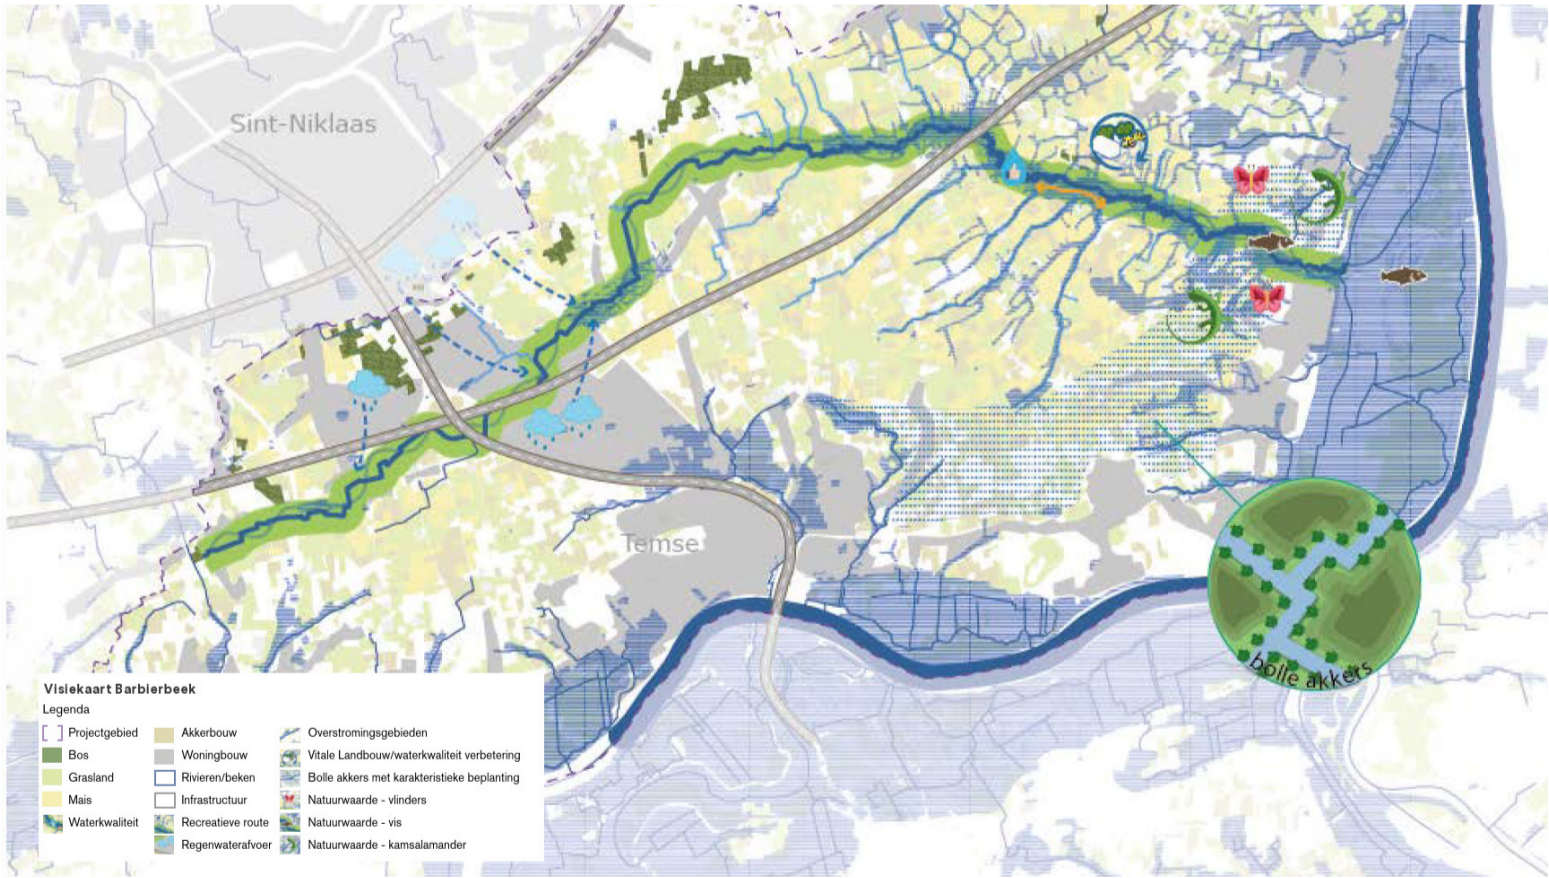 Sint-Niklaas
Temse
bolle akkers
Visiekaart Barbierbeek
Legenda
Projectgebied
Bos
Grasland
Mais
Waterkwaliteit
Akkerbouw
Woningbouw
Rivieren/beken
Infrastructuur
Recreatieve route
Regenwaterafvoer
Overstromingsgebieden
Vitale Landbouw/waterkwaliteit verbetering
Bolle akkers met karakteristieke beplanting
Natuurwaarde - vlinders
Natuurwaarde - vis
Natuurwaarde - kamsalamander